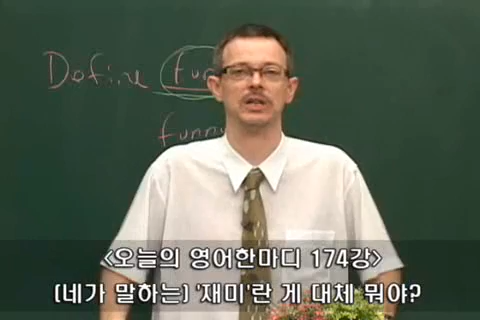 Define fun
funny
<오늘의 영어한마디 174강>
(네가 말하는) '재미'란 게 대체 뭐야?